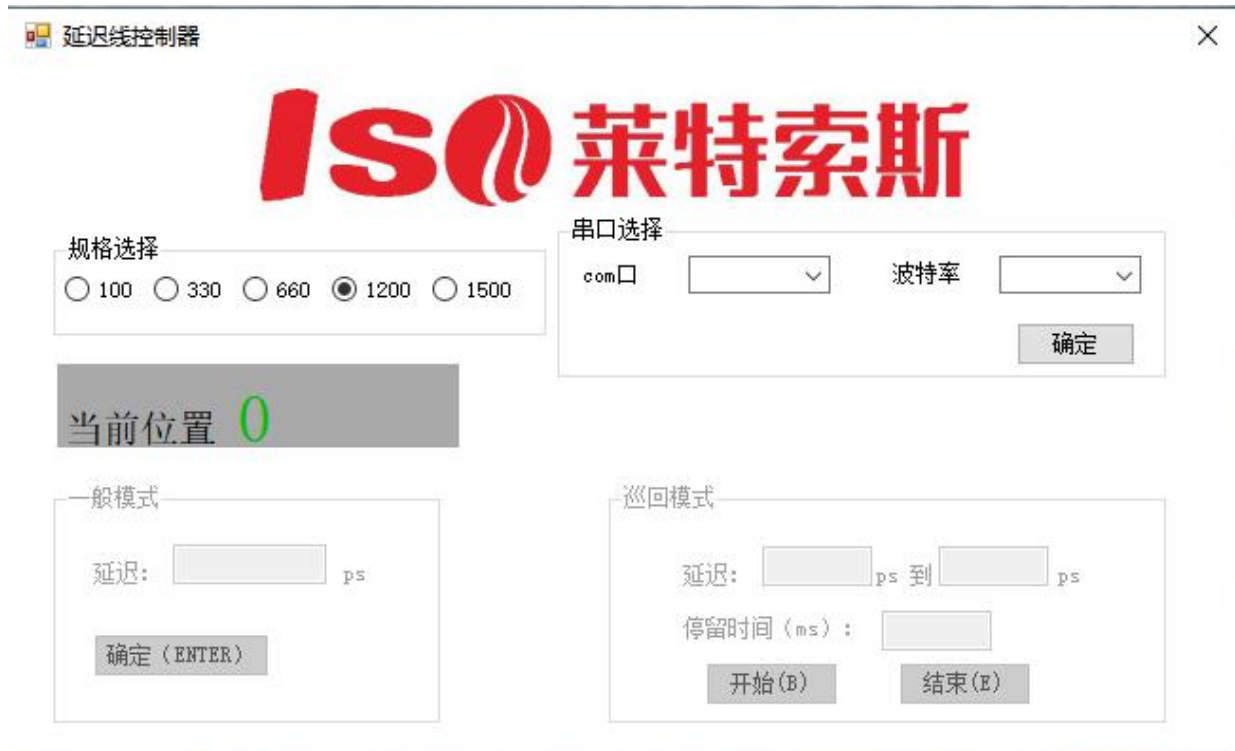 延迟线控制器
lso 莱特索斯
规格选择
100 330 660 1200 1500
串口选择
com口 波特率
确定
当前位置 0
一般模式
延迟： ps
确定（ENTER）
巡回模式
延迟： ps 到 ps
停留时间（ms）：
开始(B) 结束(E)